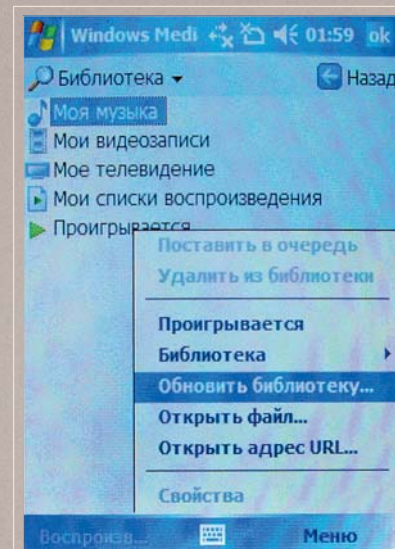 Windows Medi 01:59 ok
Библиотека Назад
Моя музыка
Мои видеозаписи
Мое телевидение
Мои списки воспроизведения
Проигрывается
Поставить в очередь
Удалить из библиотеки
Проигрывается
Библиотека
Обновить библиотеку...
Открыть файл...
Открыть адрес URL...
Свойства
Воспроизв... Меню